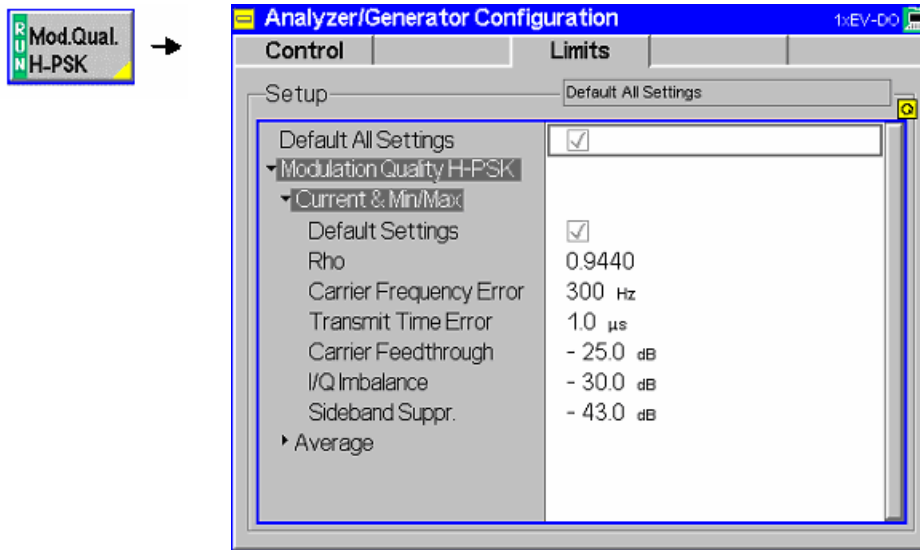 RUN
Mod.Qual.
H-PSK
Analyzer/Generator Configuration 1xEV-DO
Control Limits
Setup Default All Settings
Default All Settings
Modulation Quality H-PSK
Current & Min/Max
Default Settings
Rho 0.9440
Carrier Frequency Error 300 Hz
Transmit Time Error 1.0 µs
Carrier Feedthrough - 25.0 dB
I/Q Imbalance - 30.0 dB
Sideband Suppr. - 43.0 dB
Average